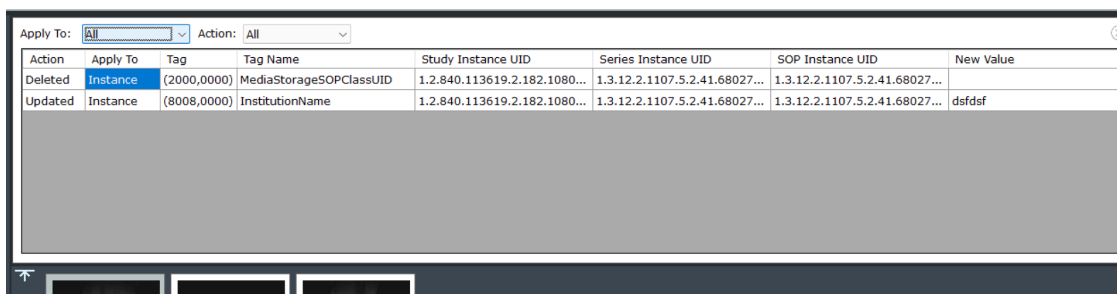 Apply To: All Action: All
Action Apply To Tag Tag Name Study Instance UID Series Instance UID SOP Instance UID New Value
Deleted Instance (2000,0000) MediaStorageSOPClassUID 1.2.840.113619.2.182.1080... 1.3.12.2.1107.5.2.41.68027... 1.3.12.2.1107.5.2.41.68027...
Updated Instance (8008,0000) InstitutionName 1.2.840.113619.2.182.1080... 1.3.12.2.1107.5.2.41.68027... 1.3.12.2.1107.5.2.41.68027... dsfdsf